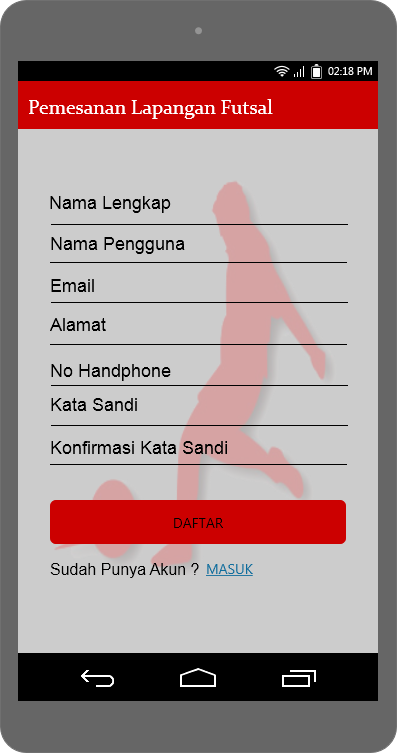 02:18 PM
Pemesanan Lapangan Futsal
Nama Lengkap
Nama Pengguna
Email
Alamat
No Handphone
Kata Sandi
Konfirmasi Kata Sandi
DAFTAR
Sudah Punya Akun ? MASUK